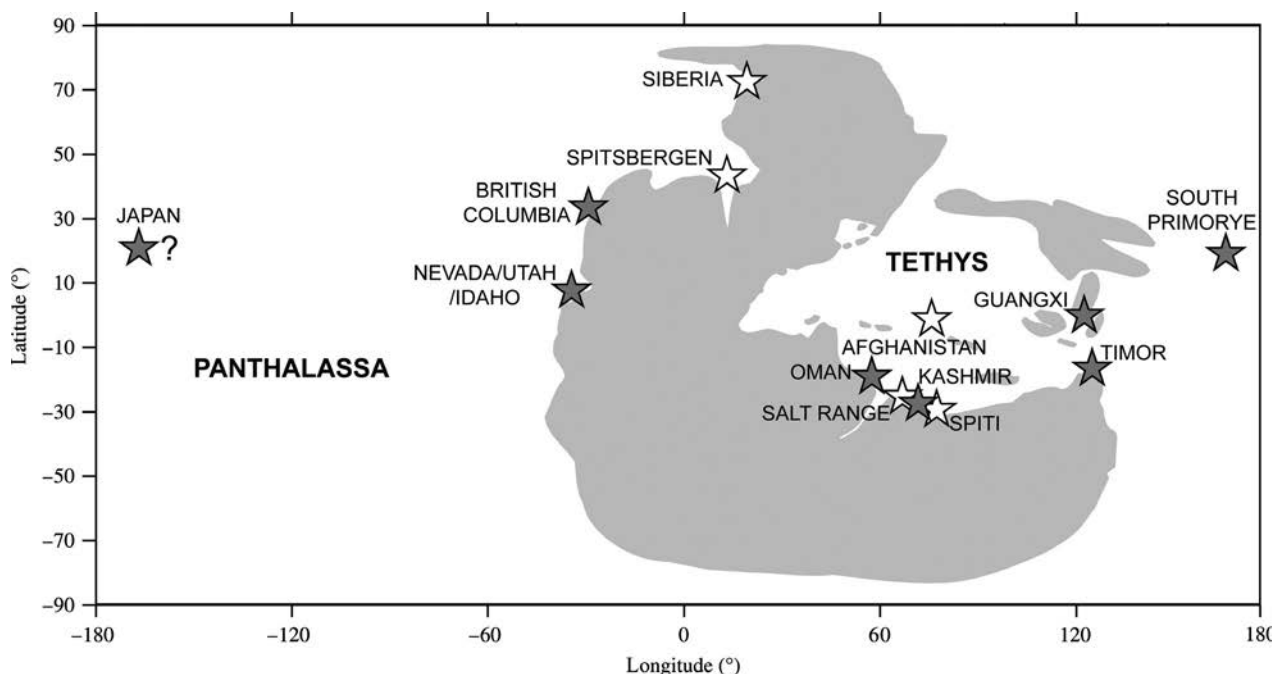 90
70
50
30
10
−10
−30
−50
−70
−90
Latitude (°)
−180
−120
−60
0
60
120
180
Longitude (°)
SIBERIA
SPITSBERGEN
BRITISH
COLUMBIA
JAPAN
?
SOUTH
PRIMORYE
NEVADA/UTAH
/IDAHO
TETHYS
GUANGXI
PANTHALASSA
AFGHANISTAN
TIMOR
OMAN
KASHMIR
SALT RANGE
SPITI